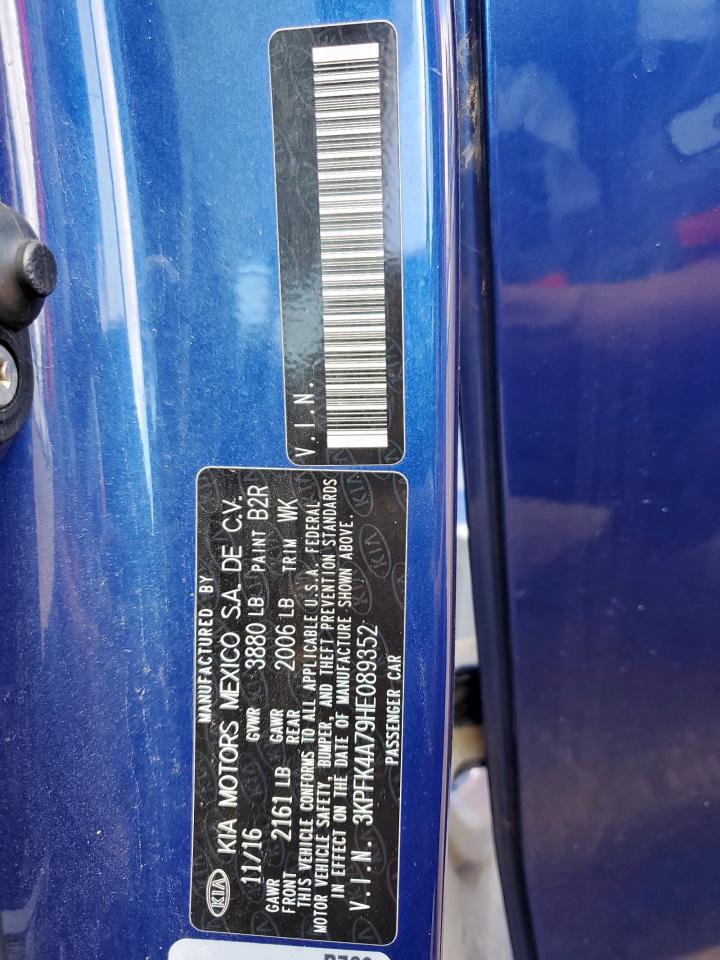 MANUFACTURED BY
KIA KIA MOTORS MEXICO S.A. DE C.V.
11/16 GVWR 3880 LB PAINT B2R
GAWR FRONT 2161 LB GAWR REAR 2006 LB TRIM WK
THIS VEHICLE CONFORMS TO ALL APPLICABLE U.S.A. FEDERAL
MOTOR VEHICLE SAFETY, BUMPER, AND THEFT PREVENTION STANDARDS
IN EFFECT ON THE DATE OF MANUFACTURE SHOWN ABOVE.
V.I.N. 3KPFK4A79HE089352
PASSENGER CAR
V.I.N.